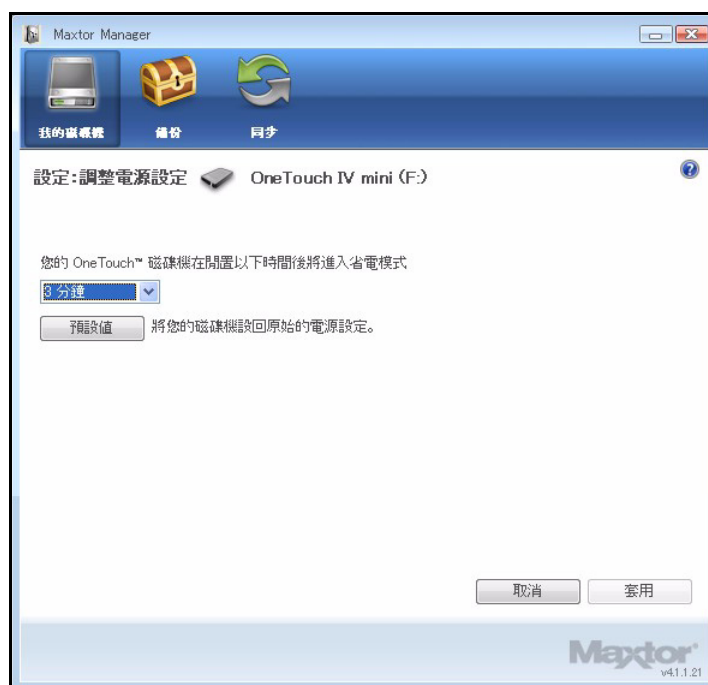 Maxtor Manager
我的磁碟機 備份 同步
設定:調整電源設定 OneTouch IV mini (F:)
您的 OneTouch™ 磁碟機在閒置以下時間後將進入省電模式
3 分鐘
預設值 將您的磁碟機設回原始的電源設定。
取消 套用
Maxtor
v4.1.1.21